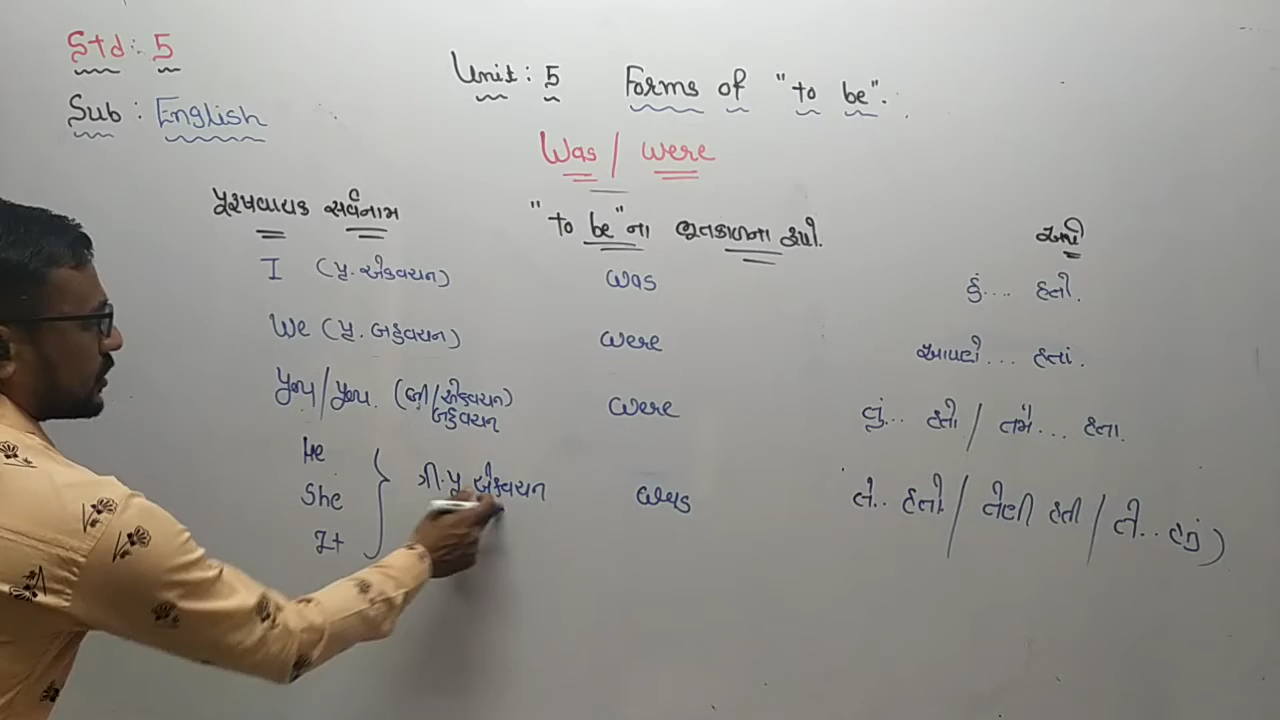 Std: 5
Unit: 5 Forms of "to be".
Sub: English
Was / were
પૂરૂષવાચક સર્વનામ "to be" ના ભૂતકાળના રૂપો. અર્થ
I (પ્ર. એકવચન) was હું.... હતો.
We (પ્ર. બહુવચન) were આપણે... હતાં.
You/You. (બી/એકવચન) were તું... હતો / તમે... હતા.
બહુવચન
He
She } ત્રી. પુ એકવચન was તે.. હતો / તેણી હતી / તે.. હતું)
It